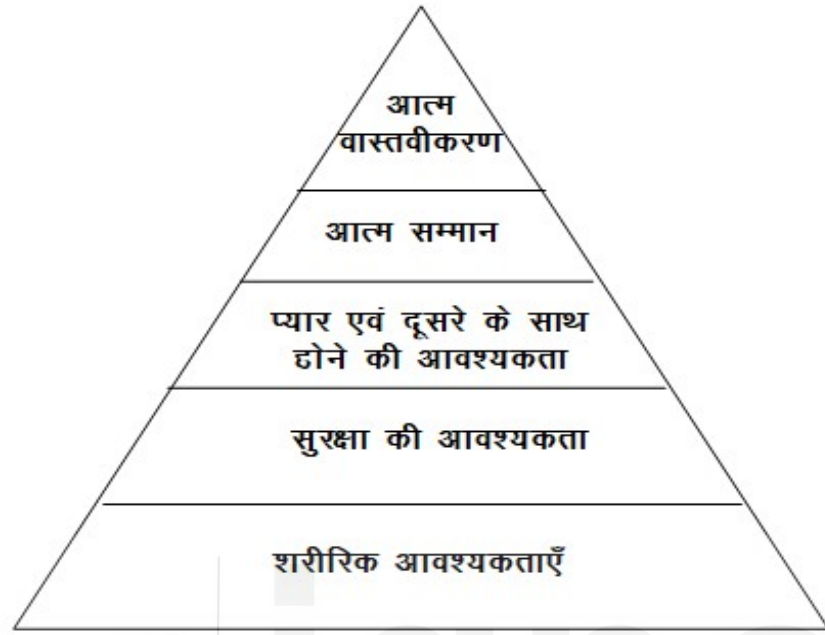 आत्म
वास्तवीकरण
आत्म सम्मान
प्यार एवं दूसरे के साथ
होने की आवश्यकता
सुरक्षा की आवश्यकता
शरीरिक आवश्यकताएँ